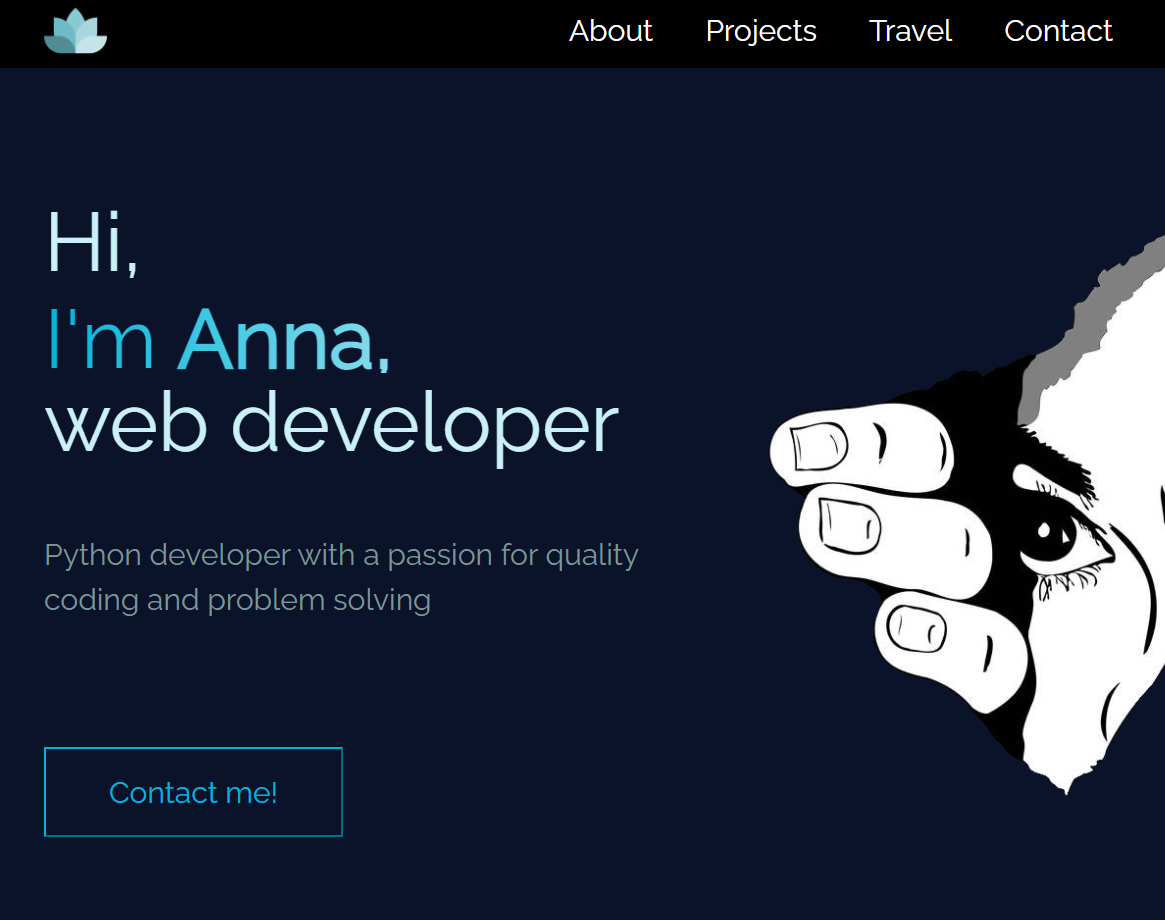 About Projects Travel Contact
Hi,
I'm Anna,
web developer
Python developer with a passion for quality
coding and problem solving
Contact me!